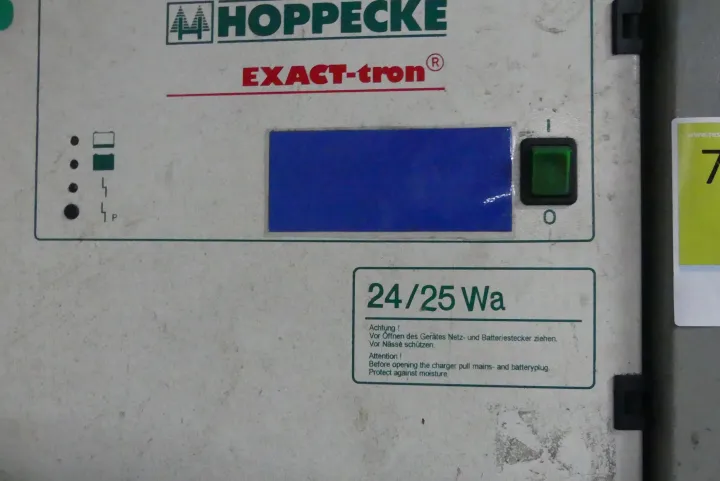 HOPPECKE
EXACT-tron®
I
O
P
24/25 Wa
Achtung !
Vor Öffnen des Gerätes Netz- und Batteriestecker ziehen.
Vor Nässe schützen.
Attention !
Before opening the charger pull mains- and batteryplug.
Protect against moisture.
7